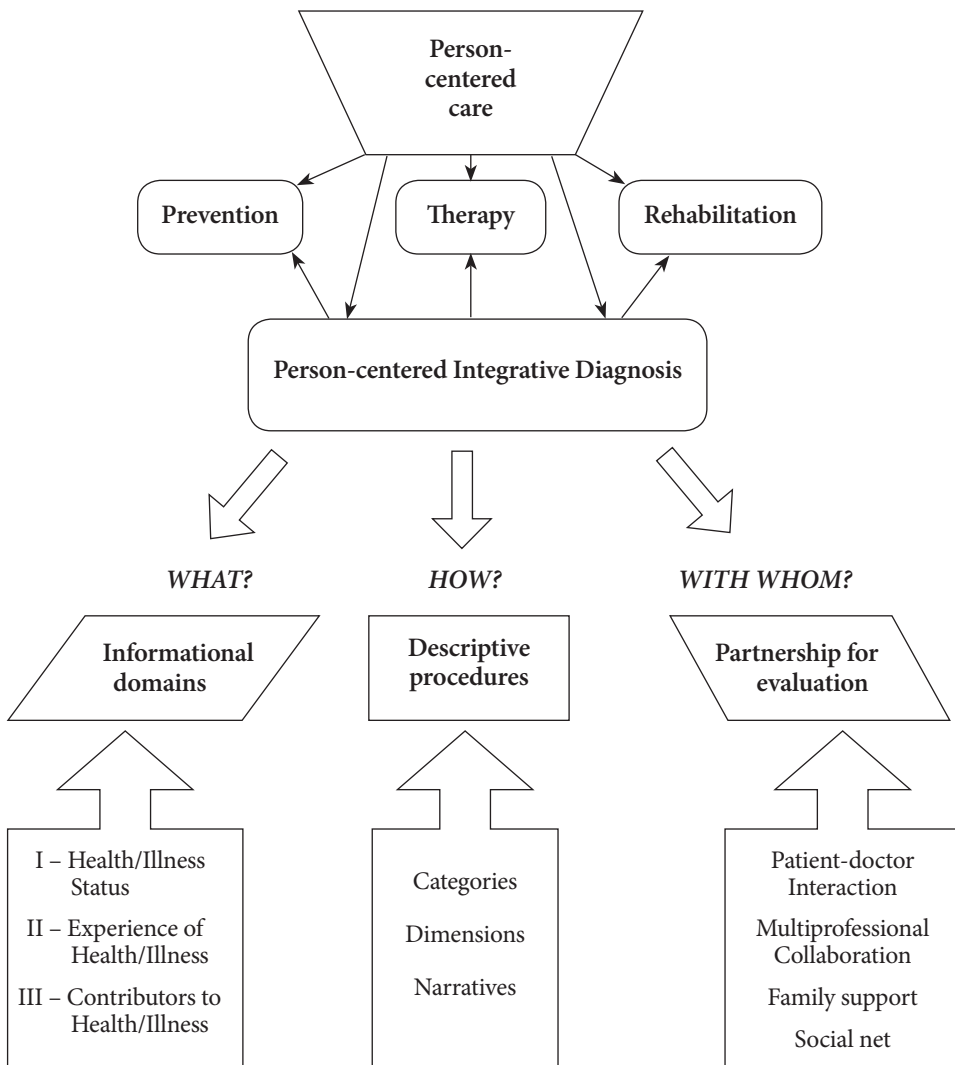 Person-
centered
care
Prevention
Therapy
Rehabilitation
Person-centered Integrative Diagnosis
WHAT?
HOW?
WITH WHOM?
Informational
domains
Descriptive
procedures
Partnership for
evaluation
I – Health/Illness
Status
II – Experience of
Health/Illness
III – Contributors to
Health/Illness
Categories
Dimensions
Narratives
Patient-doctor
Interaction
Multiprofessional
Collaboration
Family support
Social net